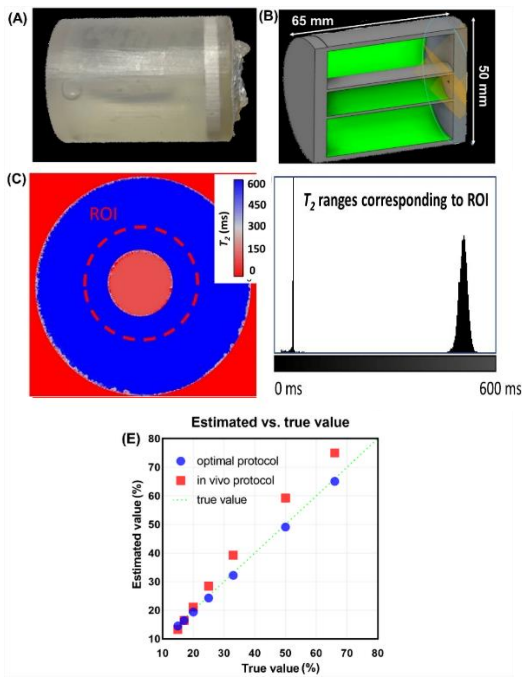 (A)
(B)
65 mm
50 mm
(C)
ROI
T₂ (ms)
600
450
300
150
0
T₂ ranges corresponding to ROI
0 ms
600 ms
Estimated vs. true value
(E)
optimal protocol
in vivo protocol
true value
Estimated value (%)
80
70
60
50
40
30
20
10
10 20 30 40 50 60 70 80
True value (%)